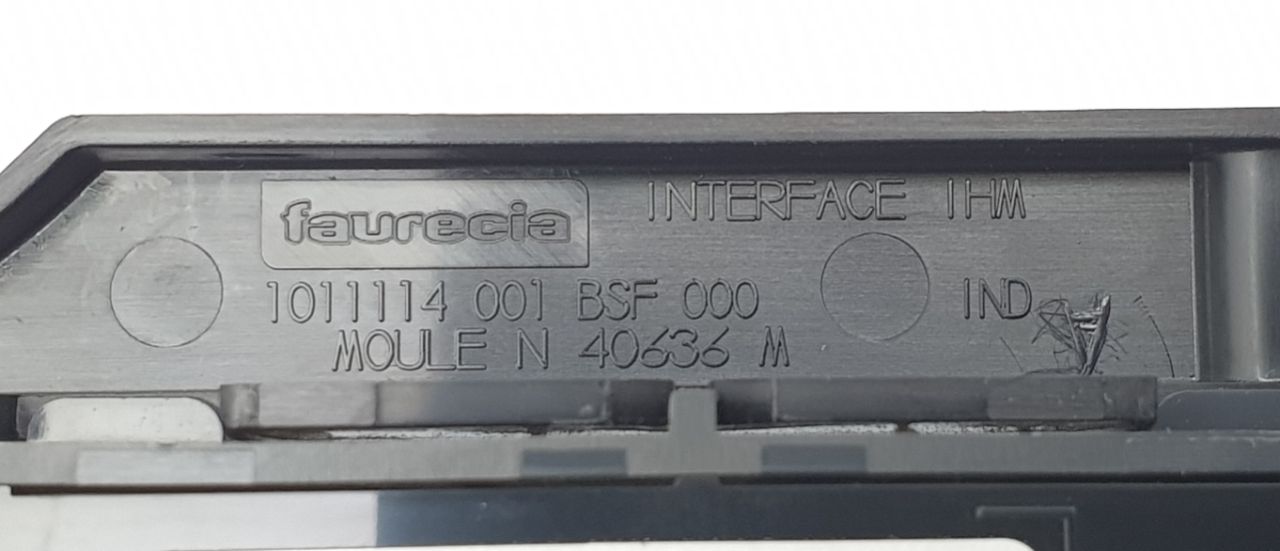 faurecia
INTERFACE IHM
1011114 001 BSF 000
IND
MOULE N 40636 M